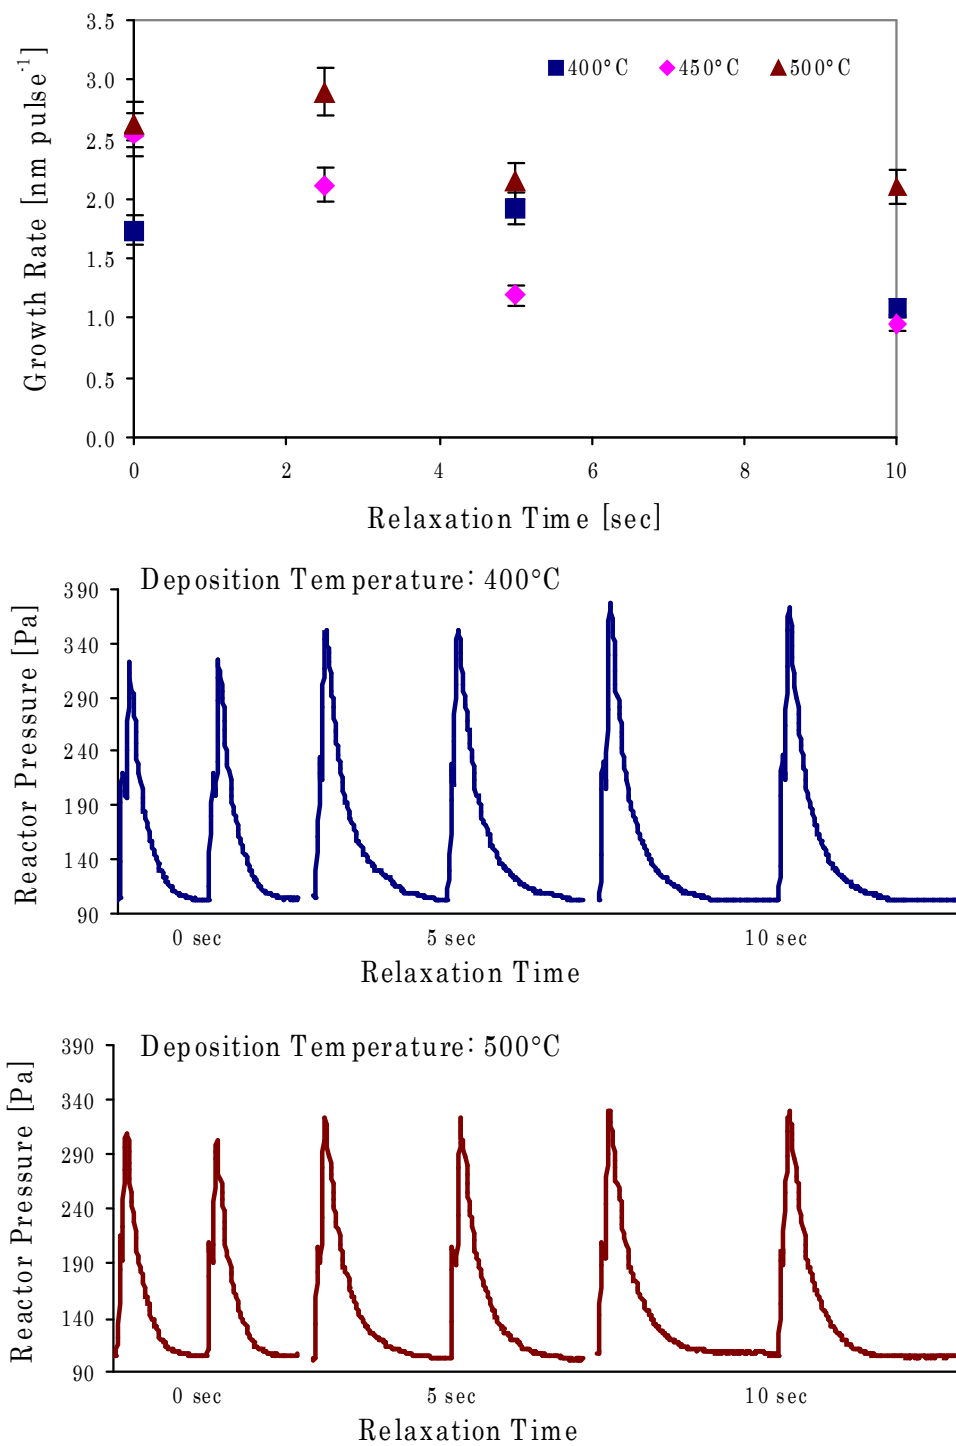 3.5
400°C 450°C 500°C
3.0
2.5
2.0
1.5
1.0
0.5
0.0
Growth Rate [nm pulse-1]
0 2 4 6 8 10
Relaxation Time [sec]
Deposition Temperature: 400°C
390
340
290
240
190
140
90
Reactor Pressure [Pa]
0 sec 5 sec 10 sec
Relaxation Time
Deposition Temperature: 500°C
390
340
290
240
190
140
90
Reactor Pressure [Pa]
0 sec 5 sec 10 sec
Relaxation Time